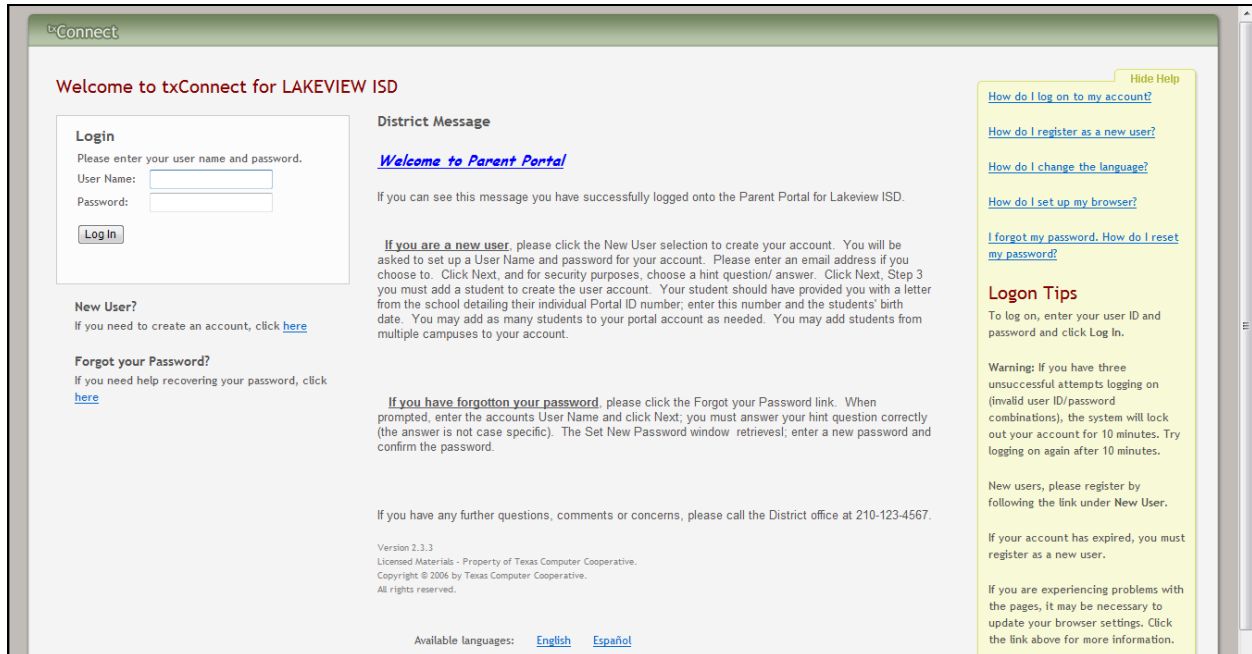 txConnect
Welcome to txConnect for LAKEVIEW ISD
Login
Please enter your user name and password.
User Name:
Password:
Log In
New User?
If you need to create an account, click here
Forgot your Password?
If you need help recovering your password, click
here
District Message
Welcome to Parent Portal
If you can see this message you have successfully logged onto the Parent Portal for Lakeview ISD.
If you are a new user, please click the New User selection to create your account. You will be
asked to set up a User Name and password for your account. Please enter an email address if you
choose to. Click Next, and for security purposes, choose a hint question/ answer. Click Next, Step 3
you must add a student to create the user account. Your student should have provided you with a letter
from the school detailing their individual Portal ID number; enter this number and the students' birth
date. You may add as many students to your portal account as needed. You may add students from
multiple campuses to your account.
If you have forgotton your password, please click the Forgot your Password link. When
prompted, enter the accounts User Name and click Next; you must answer your hint question correctly
(the answer is not case specific). The Set New Password window retrievesl; enter a new password and
confirm the password.
If you have any further questions, comments or concerns, please call the District office at 210-123-4567.
Version 2.3.3
Licensed Materials - Property of Texas Computer Cooperative.
Copyright © 2006 by Texas Computer Cooperative.
All rights reserved.
Available languages: English Español
Hide Help
How do I log on to my account?
How do I register as a new user?
How do I change the language?
How do I set up my browser?
I forgot my password. How do I reset
my password?
Logon Tips
To log on, enter your user ID and
password and click Log In.
Warning: If you have three
unsuccessful attempts logging on
(invalid user ID/password
combinations), the system will lock
out your account for 10 minutes. Try
logging on again after 10 minutes.
New users, please register by
following the link under New User.
If your account has expired, you must
register as a new user.
If you are experiencing problems with
the pages, it may be necessary to
update your browser settings. Click
the link above for more information.